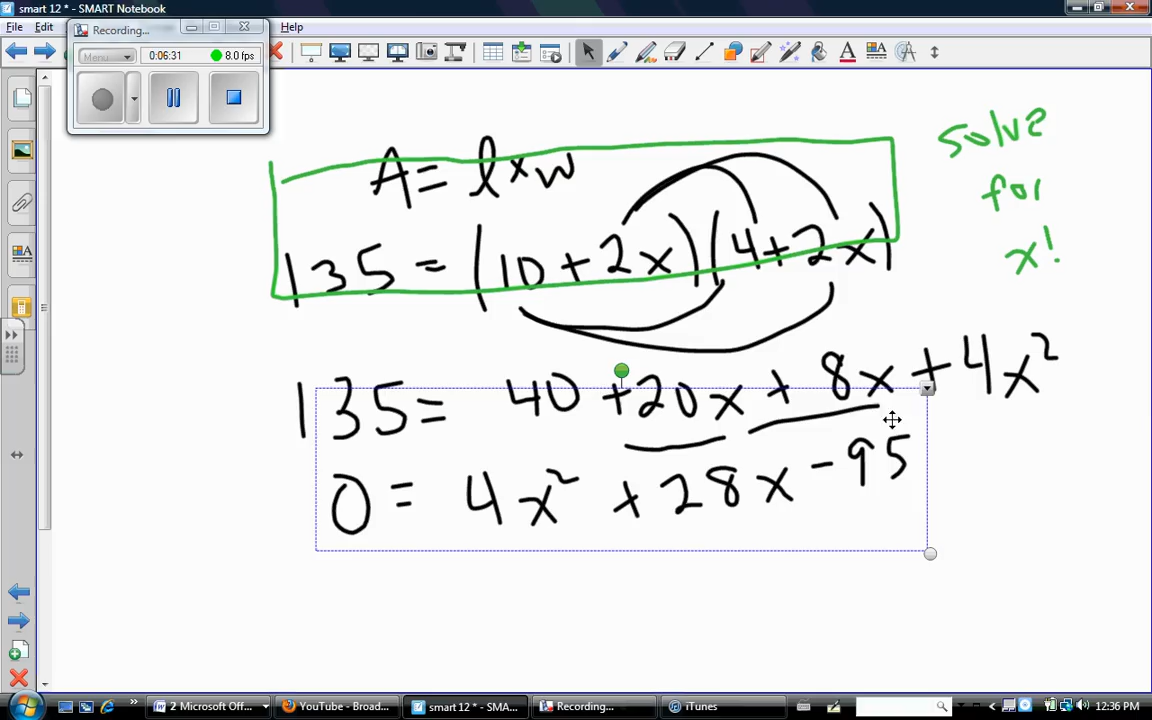 smart 12 * - SMART Notebook
File Edit Help
Recording...
Menu
0:06:31
8.0 fps
A = l x w
135 = (10 + 2x)(4 + 2x)
solve
for
x!
135 = 40 + 20x + 8x + 4x²
0 = 4x² + 28x - 95
2 Microsoft Office...
YouTube - Broad...
smart 12 * - SMA...
Recording...
iTunes
12:36 PM